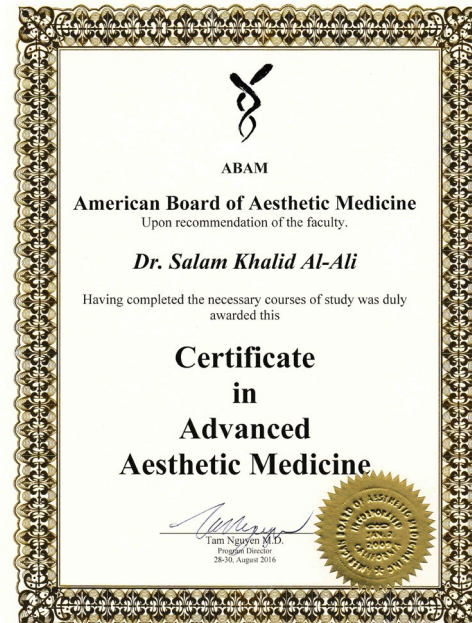 ABAM
American Board of Aesthetic Medicine
Upon recommendation of the faculty.
Dr. Salam Khalid Al-Ali
Having completed the necessary courses of study was duly
awarded this
Certificate
in
Advanced
Aesthetic Medicine
Tam Nguyen M.D.
Program Director
28-30, August 2016